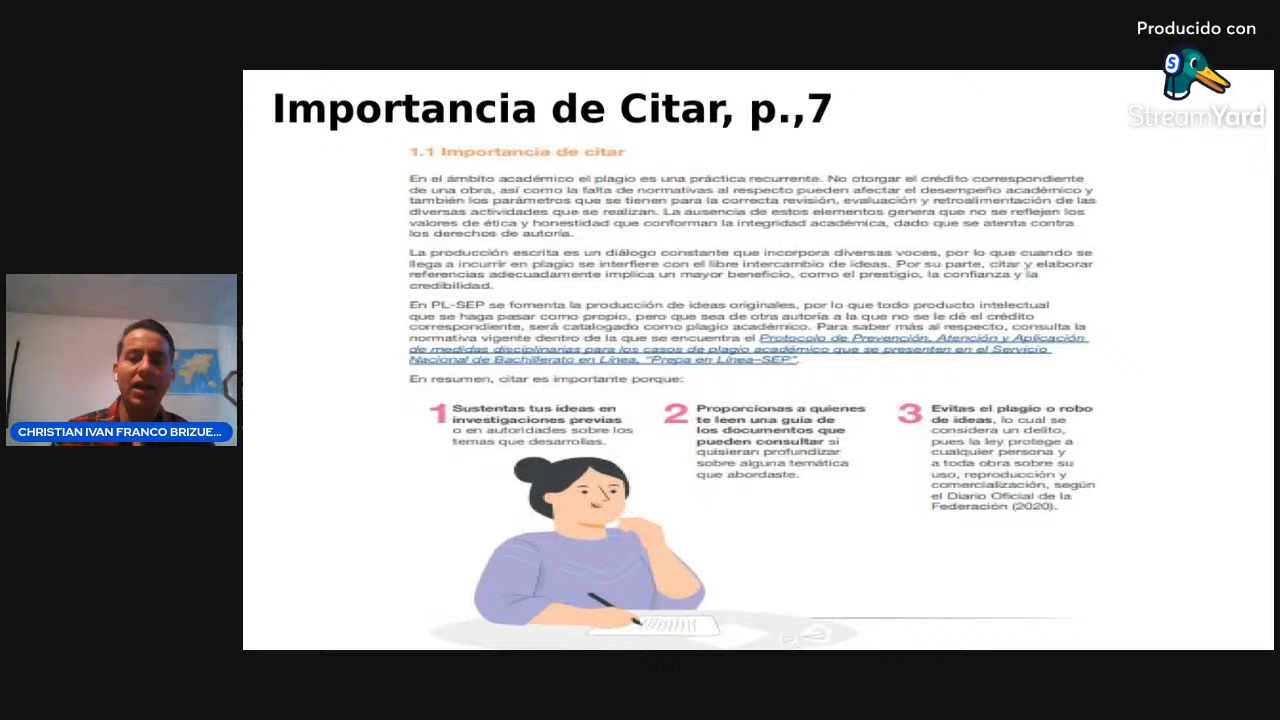 Producido con
StreamYard
Importancia de Citar, p.,7
1.1 Importancia de citar
En el ámbito académico el plagio es una práctica recurrente. No otorgar el crédito correspondiente
de una obra, así como la falta de normativas al respecto pueden afectar el desempeño académico y
también los parámetros que se tienen para la correcta revisión, evaluación y retroalimentación de las
diversas actividades que se realizan. La ausencia de estos elementos genera que no se reflejen los
valores de ética y honestidad que conforman la integridad académica, dado que se atenta contra
los derechos de autoría.
La producción escrita es un diálogo constante que incorpora diversas voces, por lo que cuando se
llega a incurrir en plagio se interfiere con el libre intercambio de ideas. Por su parte, citar y elaborar
referencias adecuadamente implica un mayor beneficio, como el prestigio, la confianza y la
credibilidad.
En PL-SEP se fomenta la producción de ideas originales, por lo que todo producto intelectual
que se haga pasar como propio, pero que sea de otra autoría a la que no se le dé el crédito
correspondiente, será catalogado como plagio académico. Para saber más al respecto, consulta la
normativa vigente dentro de la que se encuentra el Protocolo de Prevención, Atención y Aplicación
de medidas disciplinarias para los casos de plagio académico que se presenten en el Servicio
Nacional de Bachillerato en Línea, "Prepa en Línea-SEP".
En resumen, citar es importante porque:
1 Sustentas tus ideas en
investigaciones previas
o en autoridades sobre los
temas que desarrollas.
2 Proporcionas a quienes
te leen una guía de
los documentos que
pueden consultar si
quisieran profundizar
sobre alguna temática
que abordaste.
3 Evitas el plagio o robo
de ideas, lo cual se
considera un delito,
pues la ley protege a
cualquier persona y
a toda obra sobre su
uso, reproducción y
comercialización, según
el Diario Oficial de la
Federación (2020).
CHRISTIAN IVAN FRANCO BRIZUE...